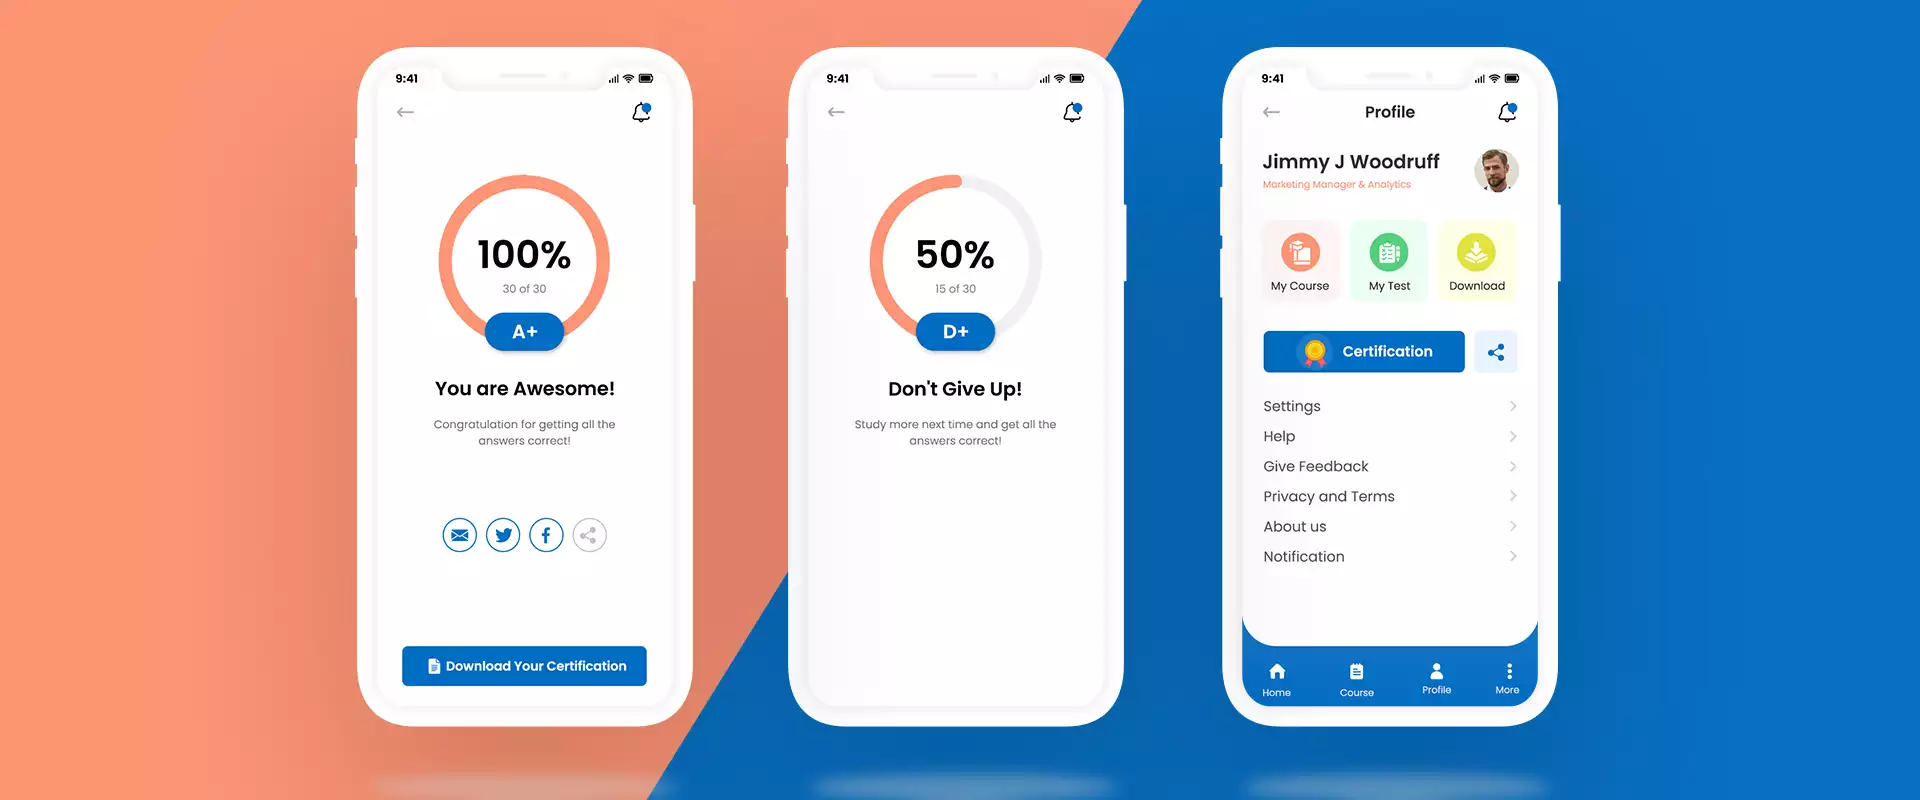 9:41
100%
30 of 30
A+
You are Awesome!
Congratulation for getting all the
answers correct!
Download Your Certification
9:41
50%
15 of 30
D+
Don't Give Up!
Study more next time and get all the
answers correct!
9:41
Profile
Jimmy J Woodruff
Marketing Manager & Analytics
My Course
My Test
Download
Certification
Settings
Help
Give Feedback
Privacy and Terms
About us
Notification
Home
Course
Profile
More